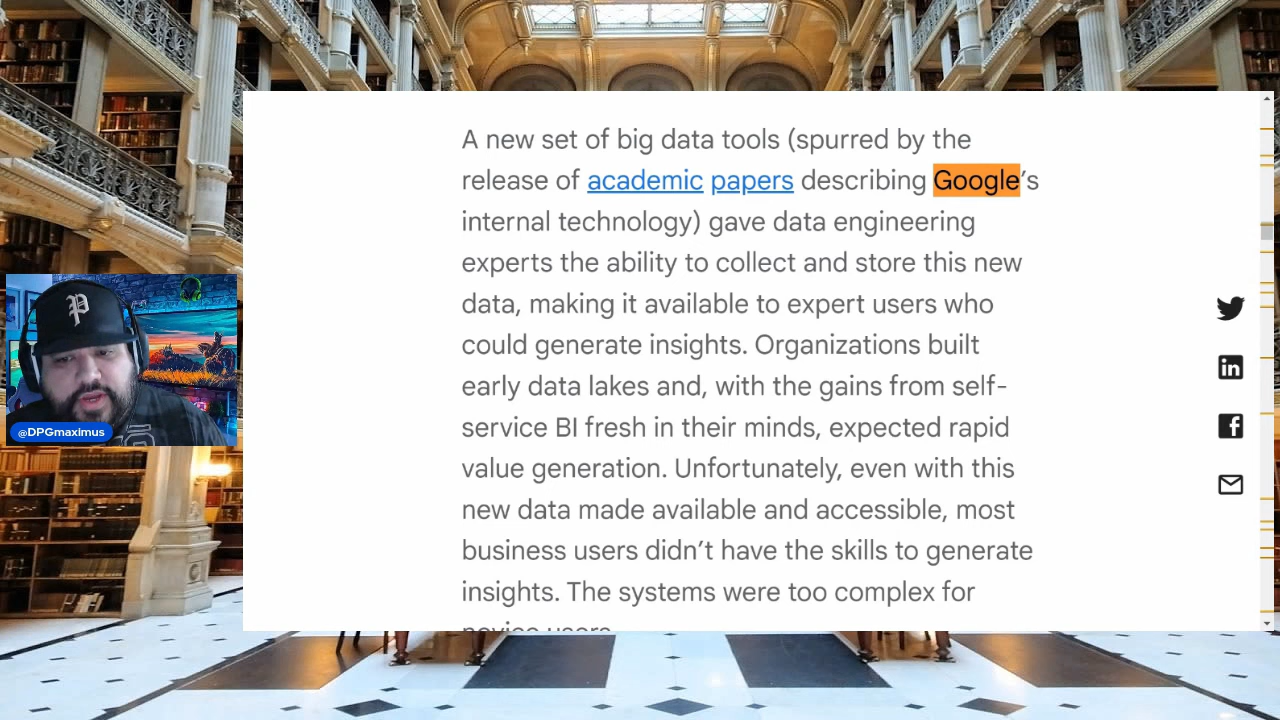 A new set of big data tools (spurred by the
release of academic papers describing Google’s
internal technology) gave data engineering
experts the ability to collect and store this new
data, making it available to expert users who
could generate insights. Organizations built
early data lakes and, with the gains from self-
service BI fresh in their minds, expected rapid
value generation. Unfortunately, even with this
new data made available and accessible, most
business users didn’t have the skills to generate
insights. The systems were too complex for
novice users.
P
@DPGmaximus